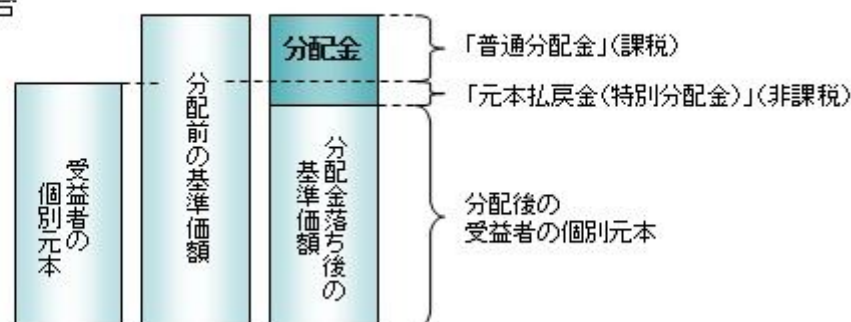 分配金
「普通分配金」(課税)
「元本払戻金(特別分配金)」(非課税)
受益者の
個別元本
分配前の基準価額
分配金落ち後の
基準価額
分配後の
受益者の個別元本